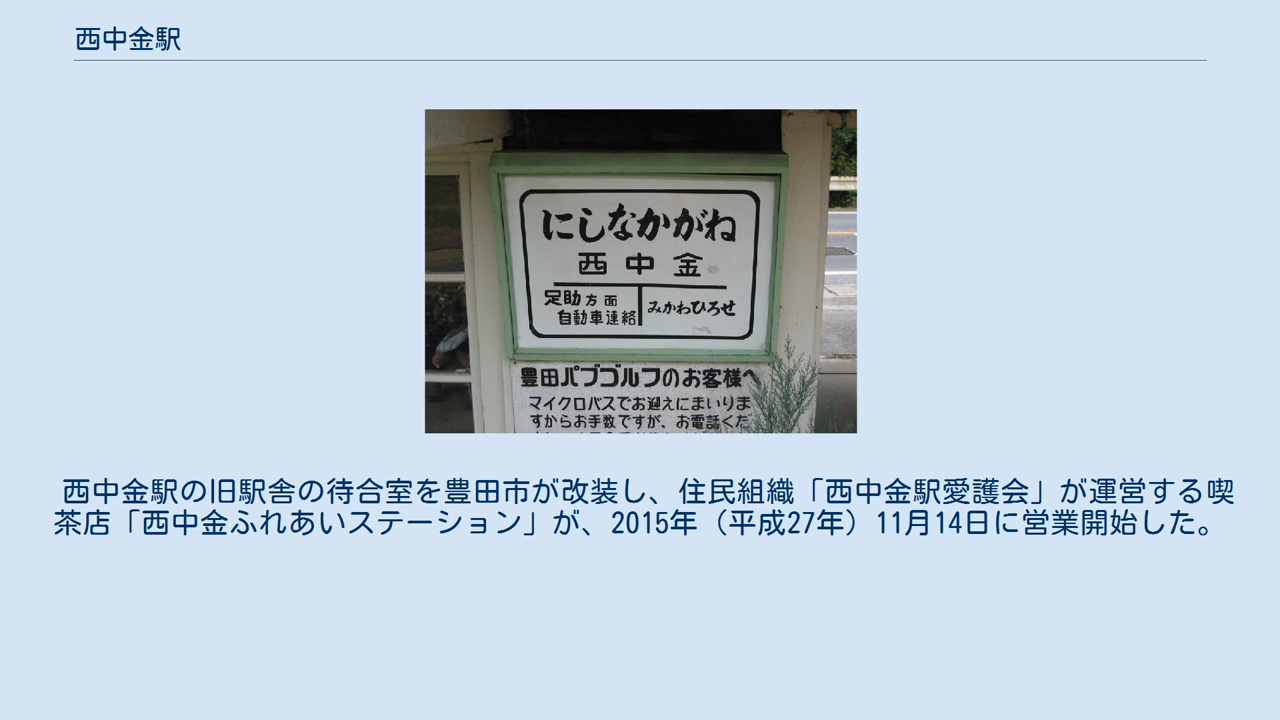 西中金駅
にしなかがね
西中金
足助方面
自動車連絡
みかわひろせ
豊田パブゴルフのお客様へ
マイクロバスでお迎えにまいりま
すからお手数ですが、お電話くだ
西中金駅の旧駅舎の待合室を豊田市が改装し、住民組織「西中金駅愛護会」が運営する喫
茶店「西中金ふれあいステーション」が、2015年（平成27年）11月14日に営業開始した。